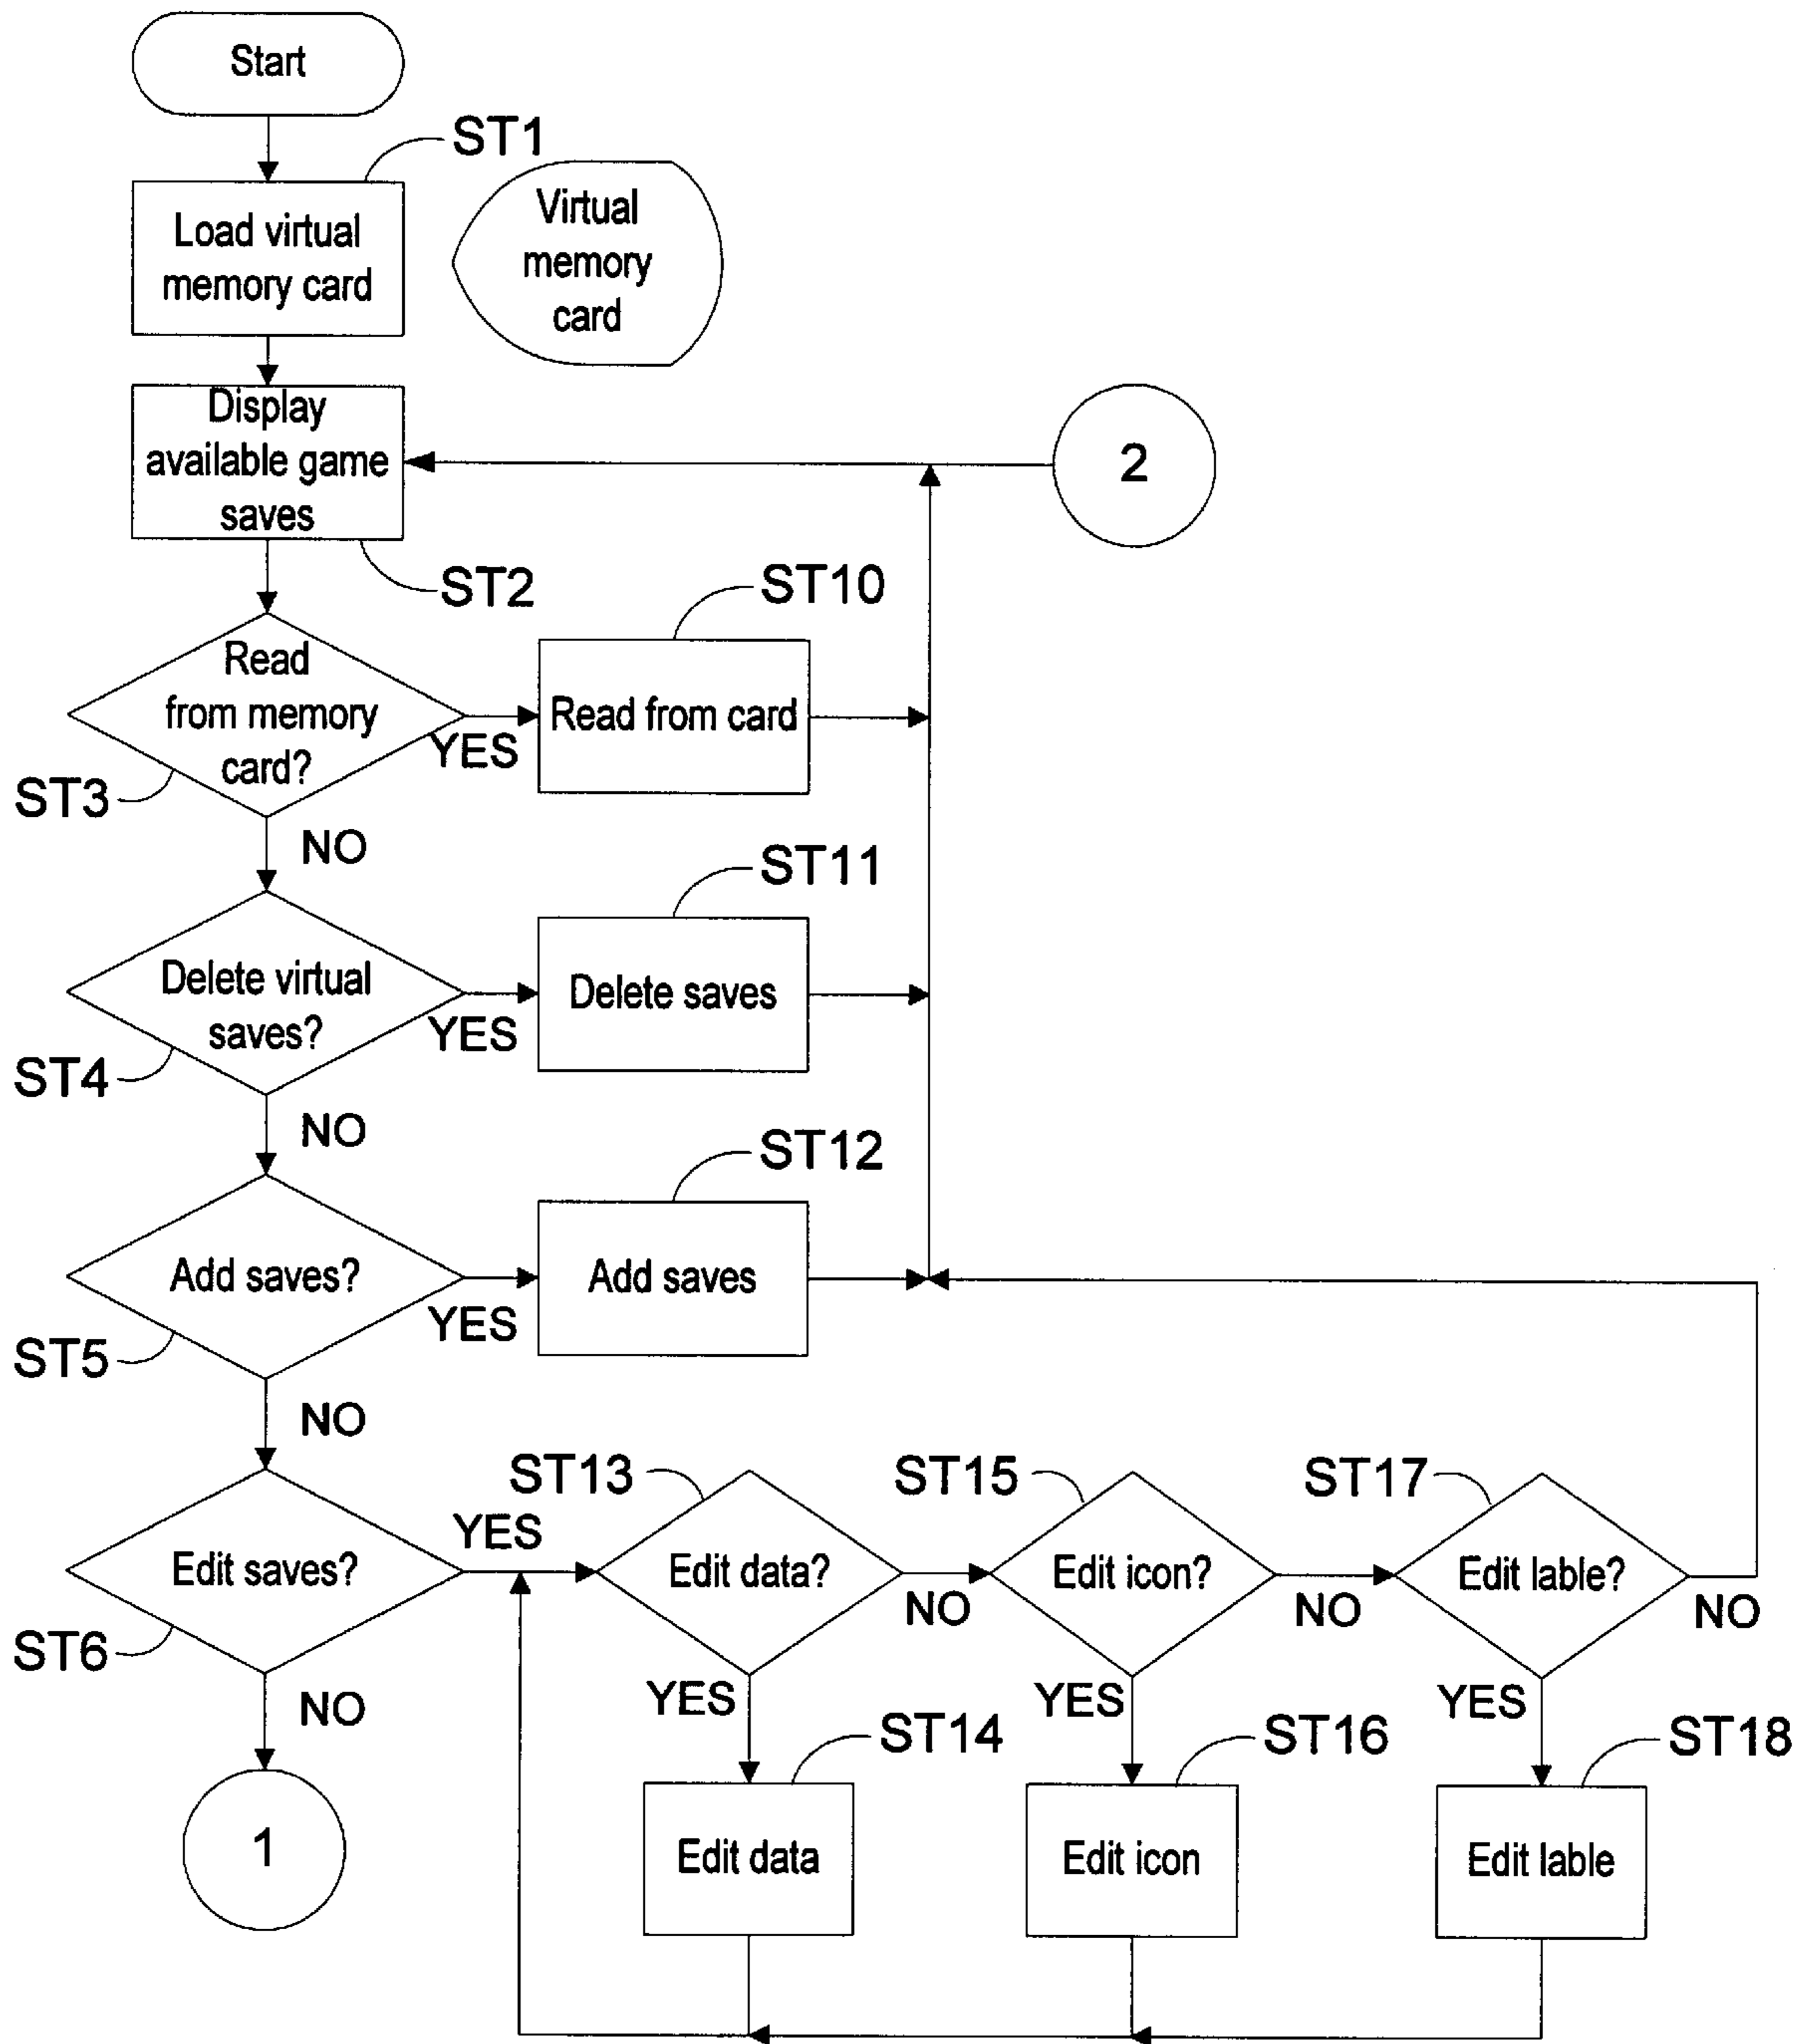 Start
ST1
Load virtual
memory card
Virtual
memory
card
Display
available game
saves
2
ST2
ST10
Read
from memory
card?
YES
Read from card
ST3
NO
ST11
Delete virtual
saves?
YES
Delete saves
ST4
NO
ST12
Add saves?
YES
Add saves
ST5
NO
ST13
ST15
ST17
Edit saves?
YES
Edit data?
NO
Edit icon?
NO
Edit lable?
NO
ST6
NO
YES
YES
YES
ST14
ST16
ST18
1
Edit data
Edit icon
Edit lable